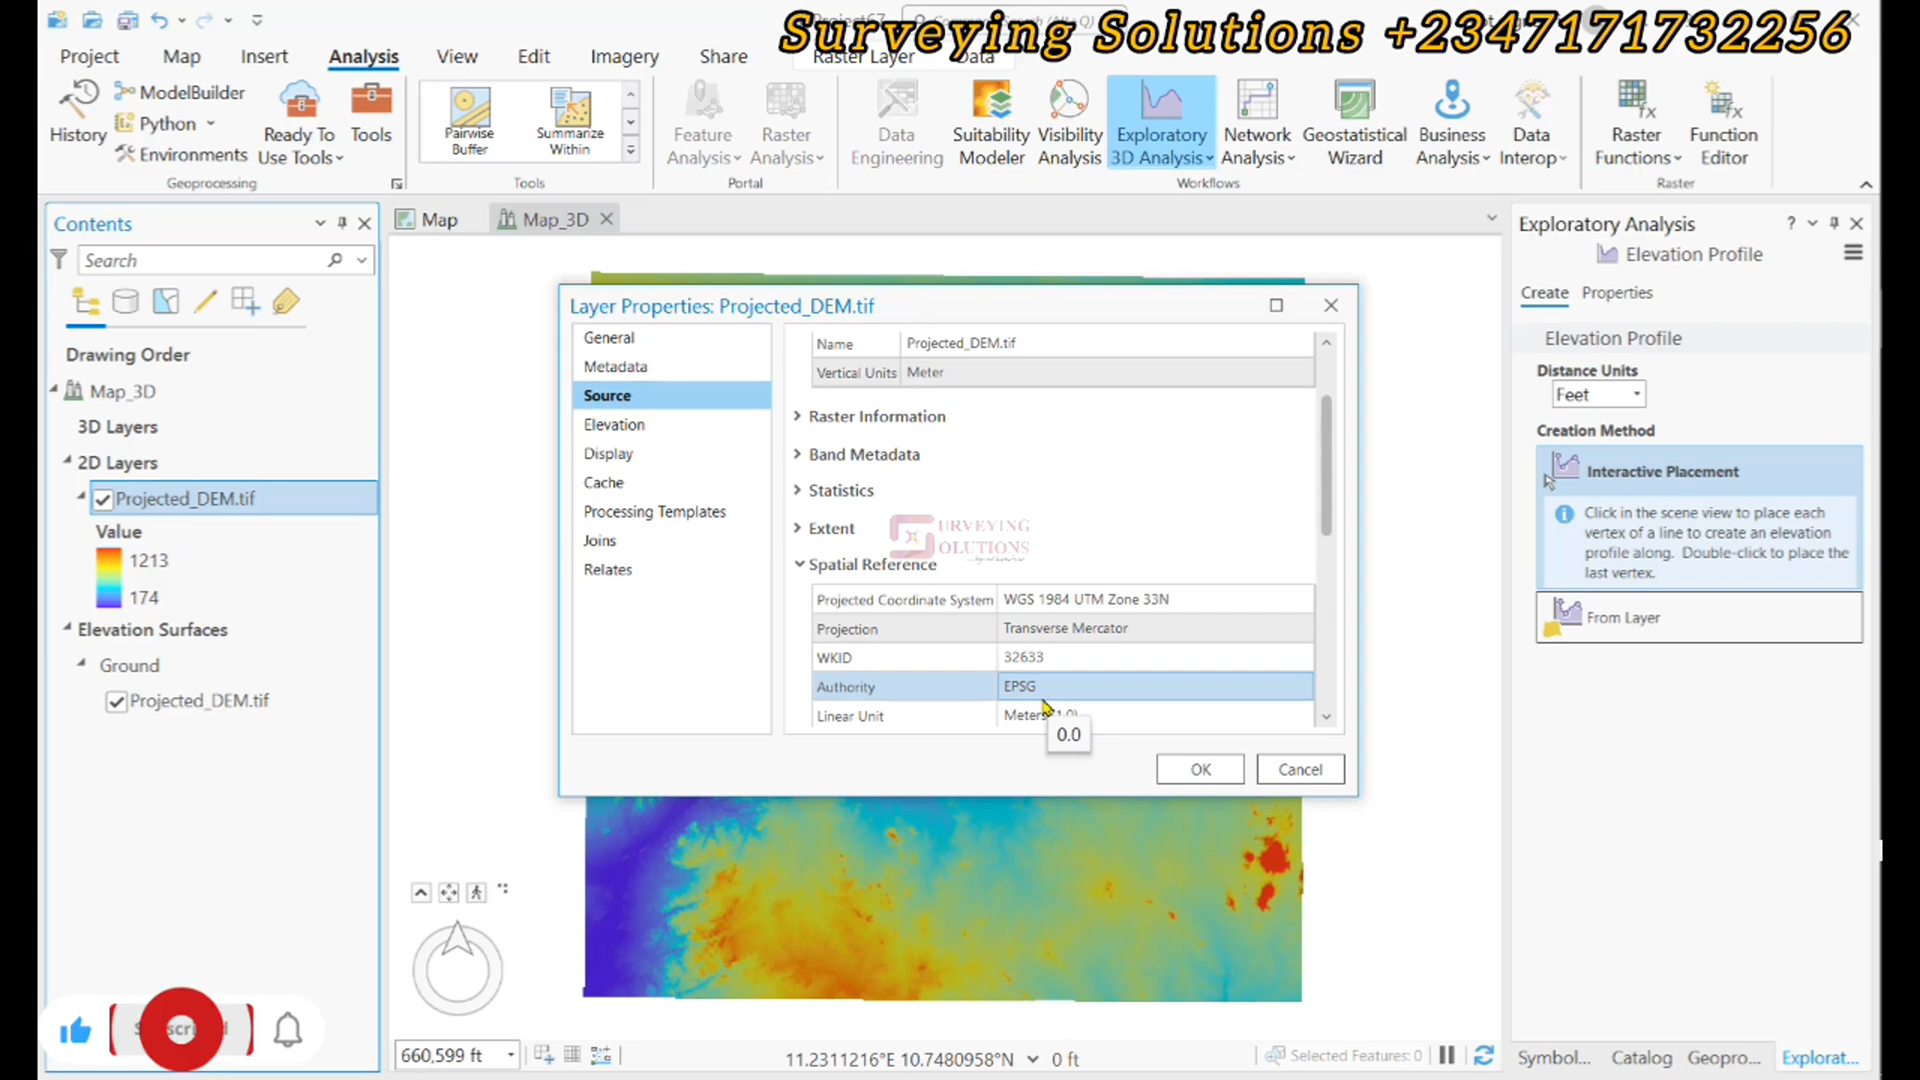 Surveying Solutions +2347171732256
Project Map Insert Analysis View Edit Imagery Share Raster Layer Data
History
ModelBuilder
Python
Environments
Ready To Use Tools
Tools
Geoprocessing
Pairwise Buffer
Summarize Within
Tools
Feature Analysis
Raster Analysis
Portal
Data Engineering
Suitability Modeler
Visibility Analysis
Exploratory 3D Analysis
Network Analysis
Geostatistical Wizard
Business Analysis
Data Interop
Workflows
Raster Functions
Function Editor
Raster
Contents
Search
Drawing Order
Map_3D
3D Layers
2D Layers
Projected_DEM.tif
Value
1213
174
Elevation Surfaces
Ground
Projected_DEM.tif
Map
Map_3D
Layer Properties: Projected_DEM.tif
General
Metadata
Source
Elevation
Display
Cache
Processing Templates
Joins
Relates
Name Projected_DEM.tif
Vertical Units Meter
Raster Information
Band Metadata
Statistics
Extent
Spatial Reference
SURVEYING
SOLUTIONS
Projected Coordinate System WGS 1984 UTM Zone 33N
Projection Transverse Mercator
WKID 32633
Authority EPSG
Linear Unit Meters (1.0)
0.0
OK Cancel
Exploratory Analysis
?
Elevation Profile
Create Properties
Elevation Profile
Distance Units
Feet
Creation Method
Interactive Placement
Click in the scene view to place each
vertex of a line to create an elevation
profile along. Double-click to place the
last vertex.
From Layer
660,599 ft
11.2311216°E 10.7480958°N 0 ft
Selected Features: 0
Symbol... Catalog Geopro... Explorat...